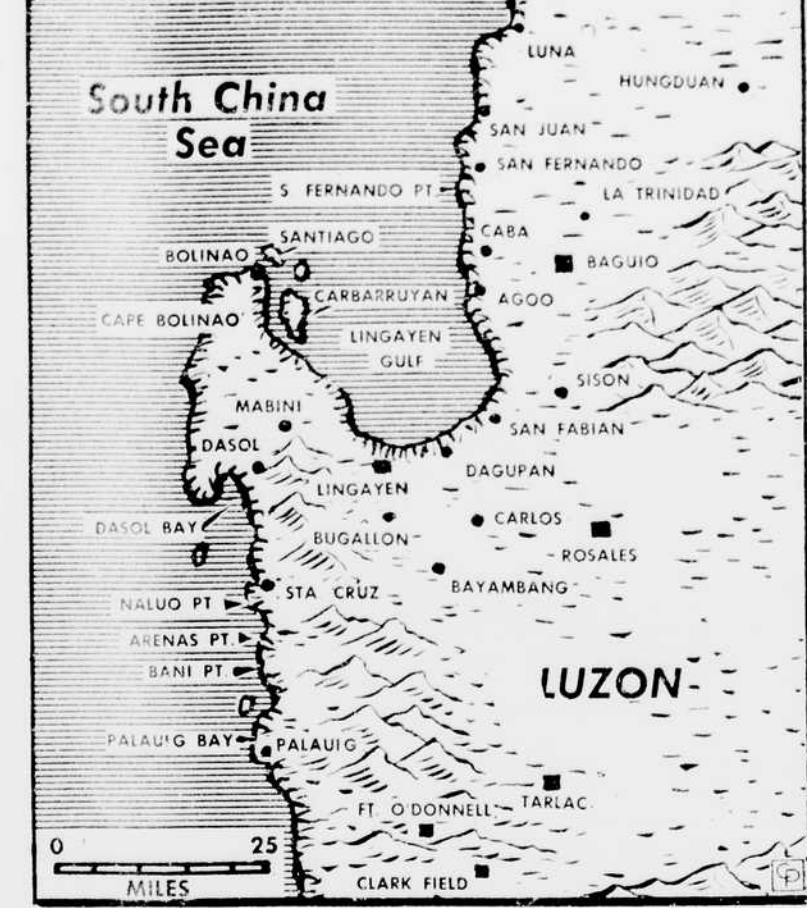 LUNA
HUNGDUAN
South China
Sea
SAN JUAN
SAN FERNANDO
S FERNANDO PT.
LA TRINIDAD
SANTIAGO
CABA
BOLINAO
BAGUIO
CARBARRUYAN
AGOO
CAPE BOLINAO
LINGAYEN
GULF
SISON
MABINI
SAN FABIAN
DASOL
DAGUPAN
LINGAYEN
CARLOS
DASOL BAY
BUGALLON
ROSALES
BAYAMBANG
STA CRUZ
NALUO PT
ARENAS PT.
BANI PT.
LUZON
PALAUIG BAY
PALAUIG
TARLAC
FT. O'DONNELL
0 25
MILES
CLARK FIELD
CP